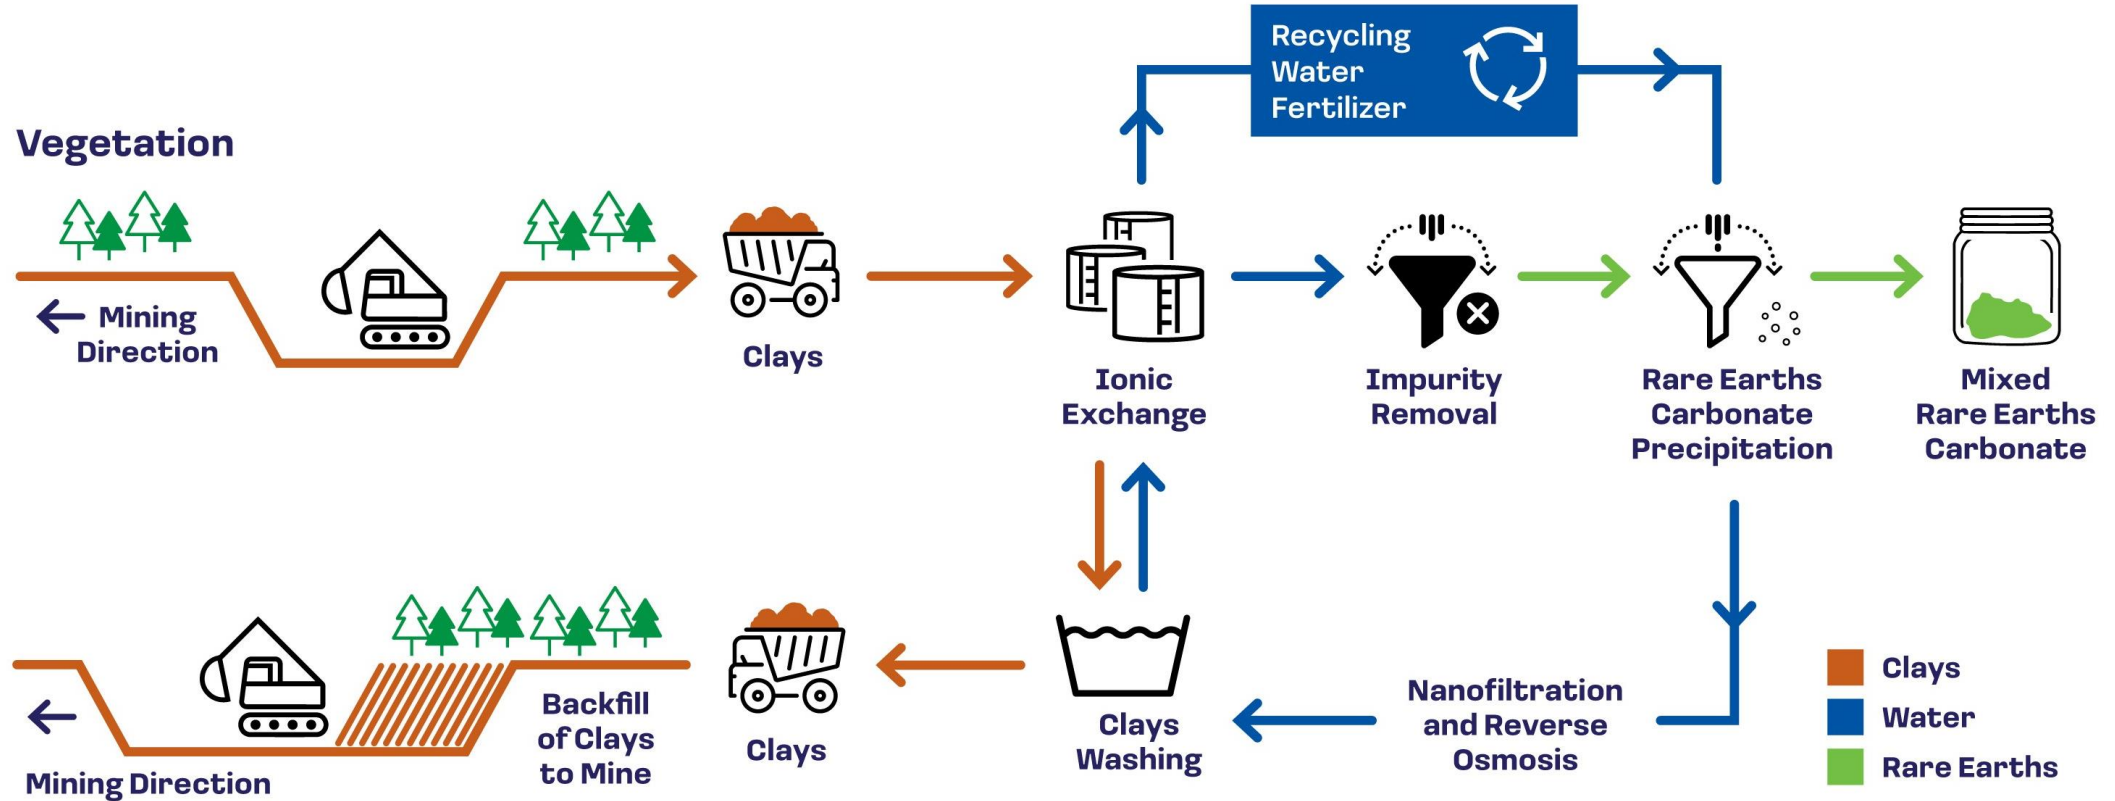 Recycling
Water
Fertilizer
Vegetation
Mining
Direction
Clays
Ionic
Exchange
Impurity
Removal
Rare Earths
Carbonate
Precipitation
Mixed
Rare Earths
Carbonate
Mining Direction
Backfill
of Clays
to Mine
Clays
Clays
Washing
Nanofiltration
and Reverse
Osmosis
Clays
Water
Rare Earths